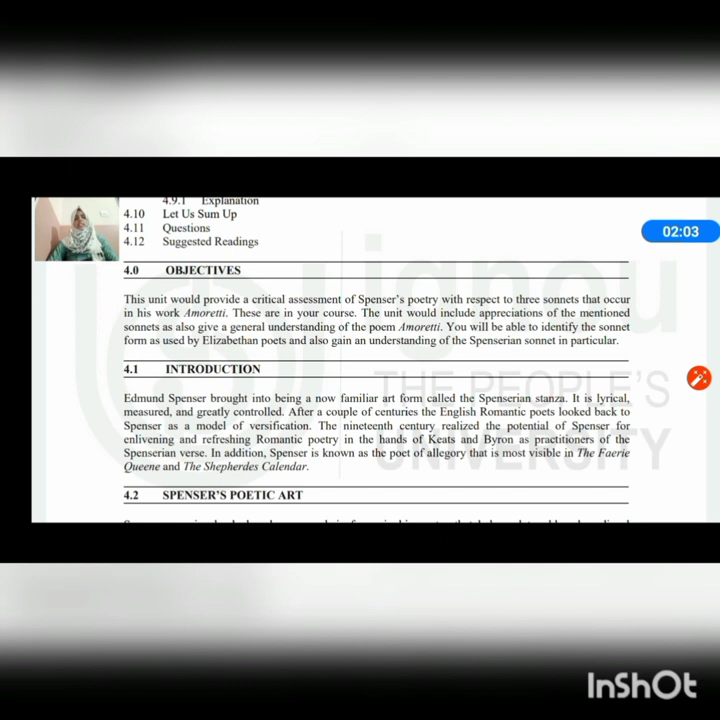 4.9.1 Explanation
4.10 Let Us Sum Up
4.11 Questions
4.12 Suggested Readings
02:03
4.0 OBJECTIVES
This unit would provide a critical assessment of Spenser's poetry with respect to three sonnets that occur
in his work Amoretti. These are in your course. The unit would include appreciations of the mentioned
sonnets as also give a general understanding of the poem Amoretti. You will be able to identify the sonnet
form as used by Elizabethan poets and also gain an understanding of the Spenserian sonnet in particular.
4.1 INTRODUCTION
Edmund Spenser brought into being a now familiar art form called the Spenserian stanza. It is lyrical,
measured, and greatly controlled. After a couple of centuries the English Romantic poets looked back to
Spenser as a model of versification. The nineteenth century realized the potential of Spenser for
enlivening and refreshing Romantic poetry in the hands of Keats and Byron as practitioners of the
Spenserian verse. In addition, Spenser is known as the poet of allegory that is most visible in The Faerie
Queene and The Shepherdes Calendar.
4.2 SPENSER'S POETIC ART
ignou
THE PEOPLE'S
UNIVERSITY
InShOt